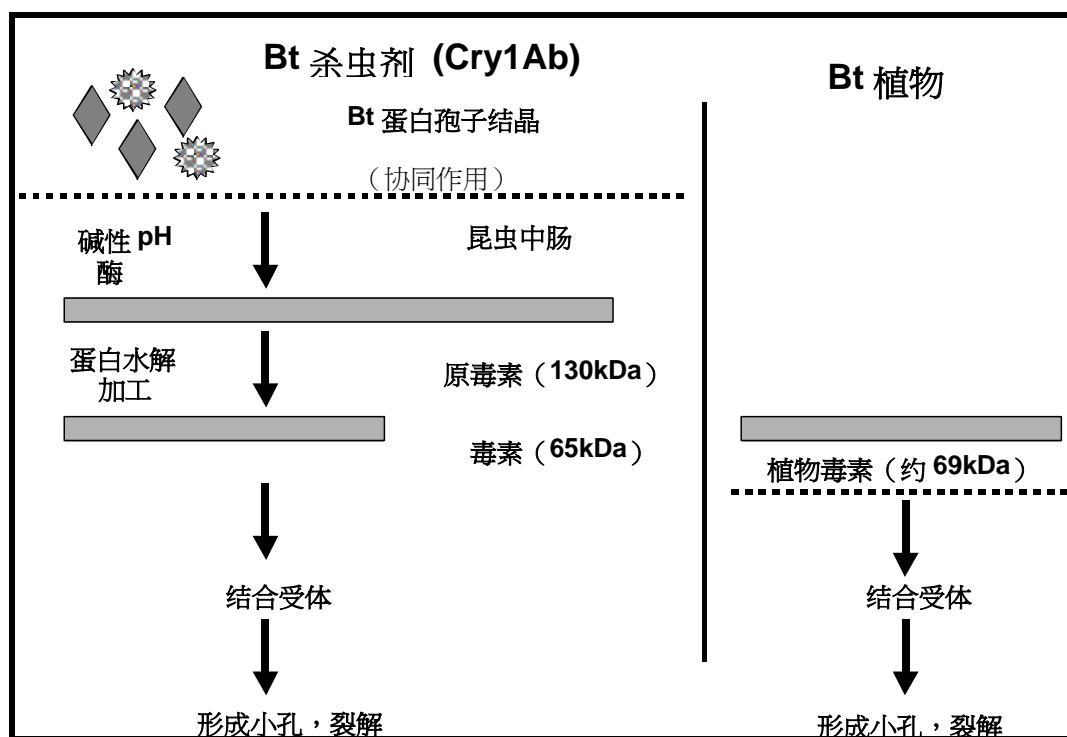 Bt 杀虫剂 (Cry1Ab)
Bt 蛋白孢子结晶
（协同作用）
碱性 pH
酶
昆虫中肠
蛋白水解
加工
原毒素（130kDa）
毒素（65kDa）
结合受体
形成小孔，裂解
Bt 植物
植物毒素（约 69kDa）
结合受体
形成小孔，裂解